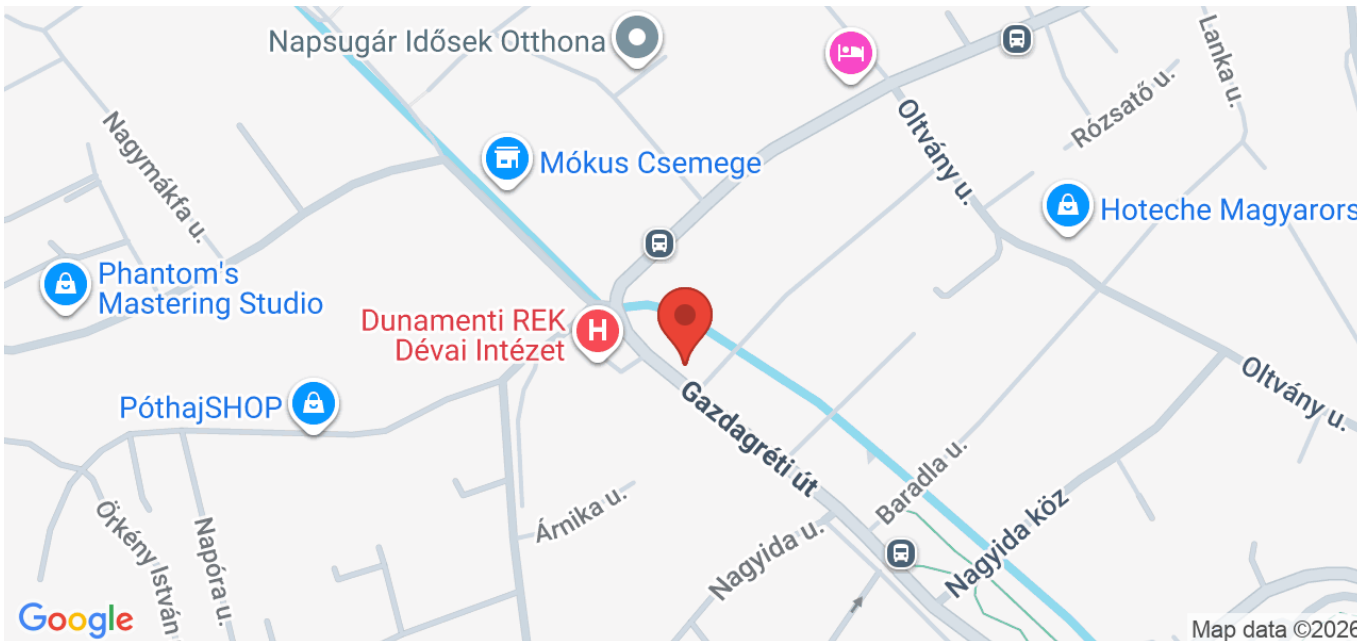 Napsugár Idősek Otthona
Lanka u.
Rózsatő u.
Oltvány u.
Nagymákfa u.
Mókus Csemege
Hoteche Magyarors
Phantom's
Mastering Studio
Dunamenti REK
Dévai Intézet
H
PóthajSHOP
Gazdagréti út
Oltvány u.
Baradla u.
Árnika u.
Nagyida u.
Nagyida köz
Örkény István
Napóra u.
Google
Map data ©2026